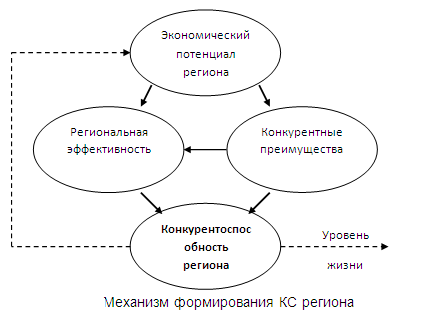 Экономический
потенциал
региона
Региональная
эффективность
Конкурентные
преимущества
Конкурентоспос
обность
региона
Уровень
жизни
Механизм формирования КС региона